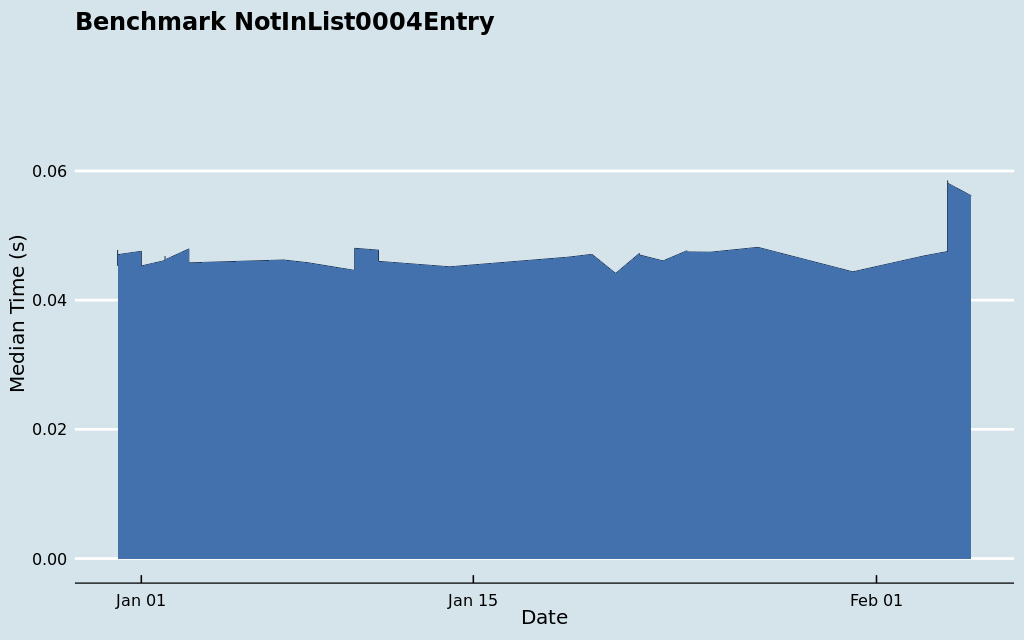 Benchmark NotInList0004Entry
Median Time (s)
0.06
0.04
0.02
0.00
Jan 01
Jan 15
Feb 01
Date